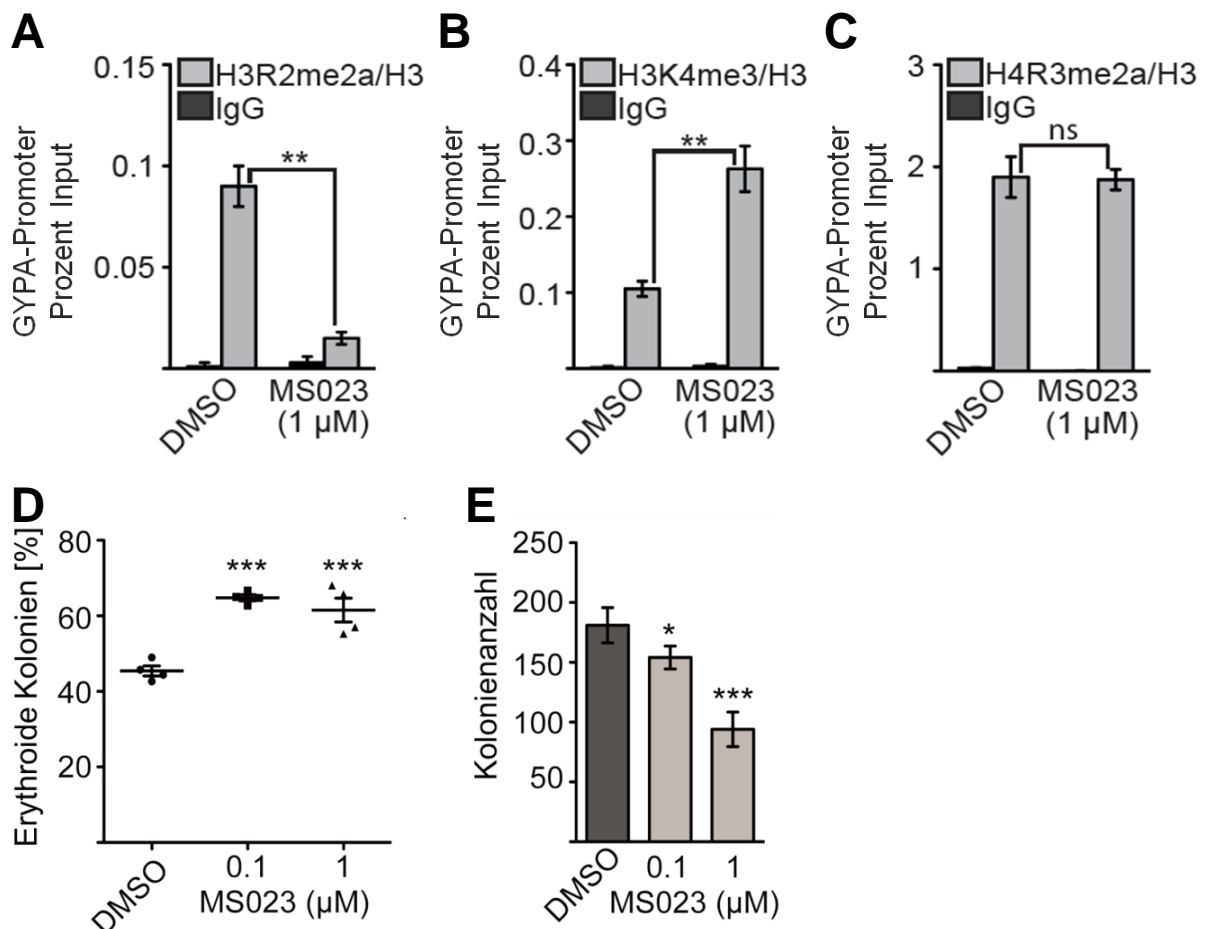 A
0.15
H3R2me2a/H3
IgG
GYPA-Promoter
Prozent Input
**
0.1
0.05
DMSO
MS023
(1 µM)
B
0.4
H3K4me3/H3
IgG
GYPA-Promoter
Prozent Input
0.3
**
0.2
0.1
DMSO
MS023
(1 µM)
C
3
H4R3me2a/H3
IgG
GYPA-Promoter
Prozent Input
ns
2
1
DMSO
MS023
(1 µM)
D
Erythroide Kolonien [%]
80
*** ***
60
40
20
DMSO
0.1 1
MS023 (µM)
E
Kolonienanzahl
250
200
*
150
***
100
50
DMSO
0.1 1
MS023 (µM)